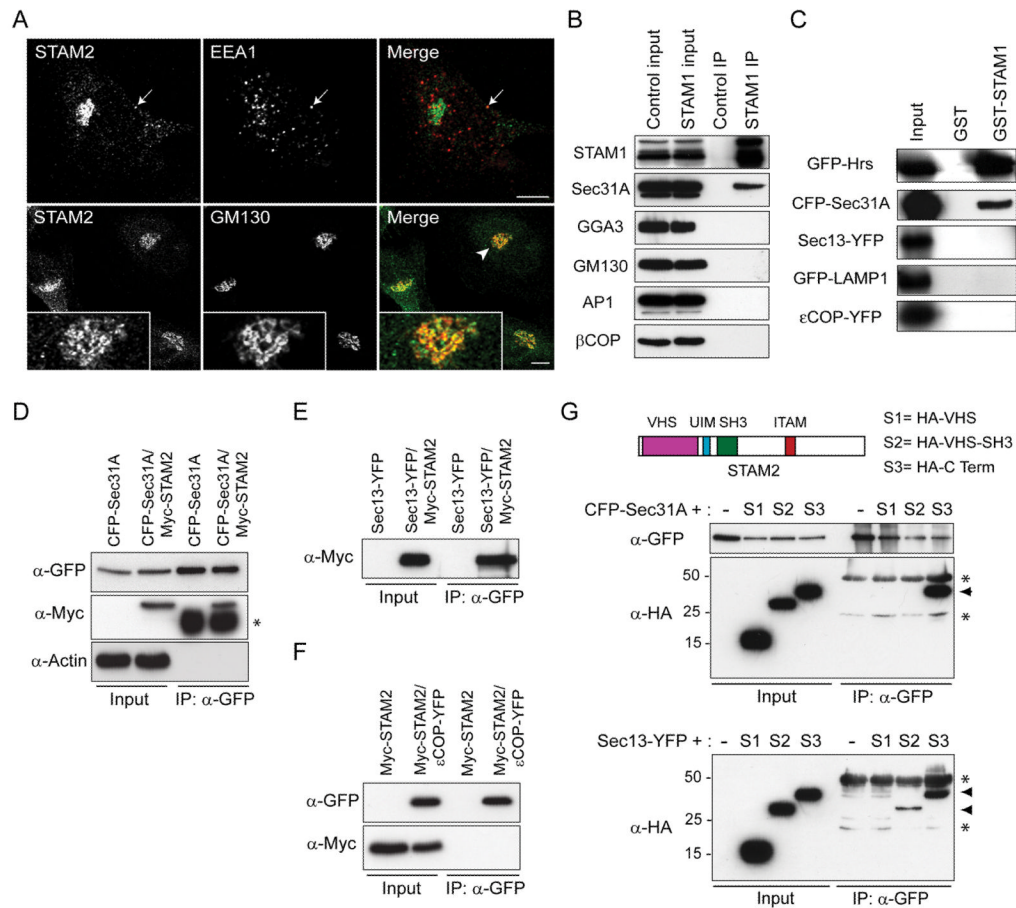 A
STAM2
EEA1
Merge
STAM2
GM130
Merge
B
Control input
STAM1 input
Control IP
STAM1 IP
STAM1
Sec31A
GGA3
GM130
AP1
βCOP
C
Input
GST
GST-STAM1
GFP-Hrs
CFP-Sec31A
Sec13-YFP
GFP-LAMP1
εCOP-YFP
D
CFP-Sec31A
CFP-Sec31A/
Myc-STAM2
CFP-Sec31A
CFP-Sec31A/
Myc-STAM2
α-GFP
α-Myc
*
α-Actin
Input
IP: α-GFP
E
Sec13-YFP
Sec13-YFP/
Myc-STAM2
Sec13-YFP
Sec13-YFP/
Myc-STAM2
α-Myc
Input
IP: α-GFP
F
Myc-STAM2
Myc-STAM2/
εCOP-YFP
Myc-STAM2
Myc-STAM2/
εCOP-YFP
α-GFP
α-Myc
Input
IP: α-GFP
G
VHS
UIM
SH3
ITAM
STAM2
S1= HA-VHS
S2= HA-VHS-SH3
S3= HA-C Term
CFP-Sec31A + : - S1 S2 S3 - S1 S2 S3
α-GFP
50 -
25 -
15 -
α-HA
*
*
Input
IP: α-GFP
Sec13-YFP + : - S1 S2 S3 - S1 S2 S3
50 -
25 -
15 -
α-HA
*
*
Input
IP: α-GFP